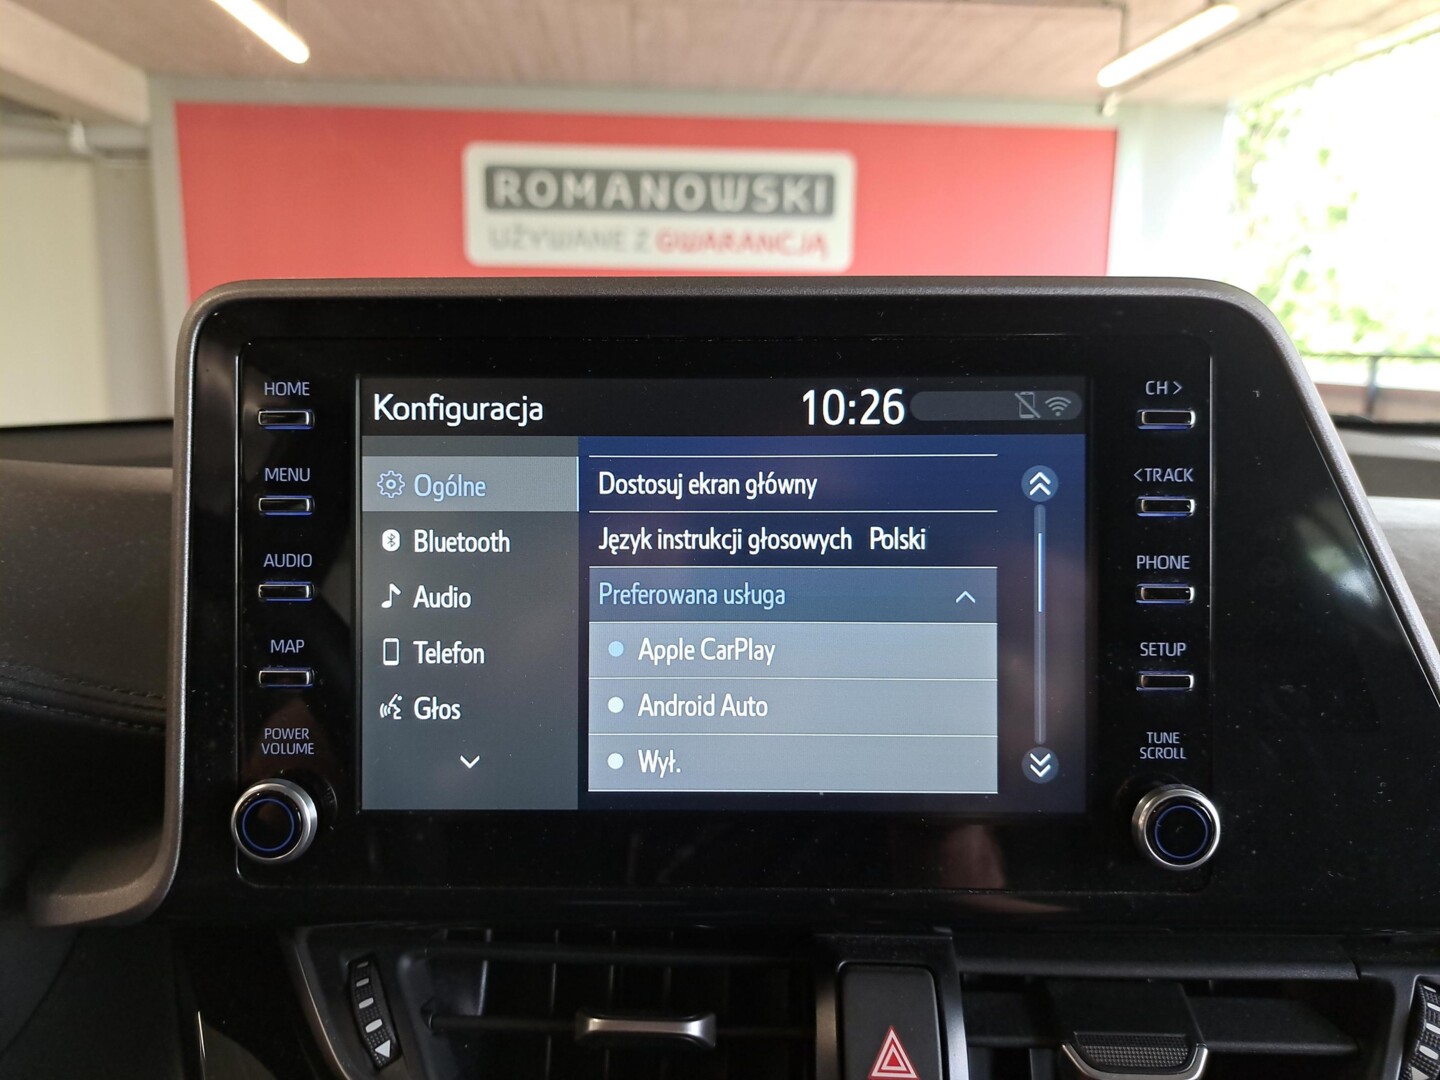 ROMANOWSKI
UŻYWANE Z GWARANCJĄ
HOME
MENU
AUDIO
MAP
POWER
VOLUME
Konfiguracja
10:26
Ogólne
Bluetooth
Audio
Telefon
Głos
Dostosuj ekran główny
Język instrukcji głosowych Polski
Preferowana usługa
Apple CarPlay
Android Auto
Wył.
CH >
< TRACK
PHONE
SETUP
TUNE
SCROLL